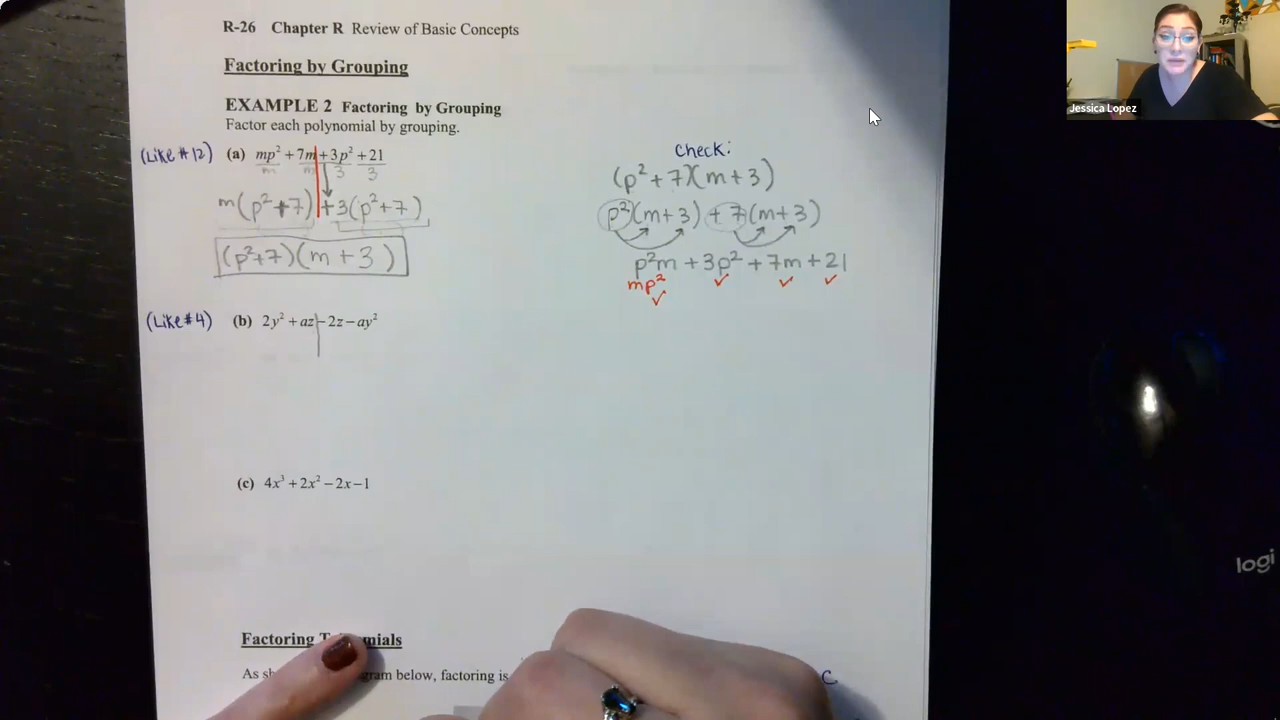 R-26 Chapter R Review of Basic Concepts
Factoring by Grouping
EXAMPLE 2 Factoring by Grouping
Factor each polynomial by grouping.
(Like #12) (a) mp² + 7m + 3p² + 21
m m 3 3
m(p² + 7) + 3(p² + 7)
(p²+7)(m + 3)
check:
(p² + 7)(m + 3)
p²(m + 3) + 7(m + 3)
p²m + 3p² + 7m + 21
mp² ✓ ✓ ✓
✓
(Like #4) (b) 2y² + az − 2z − ay²
(c) 4x³ + 2x² − 2x − 1
Factoring
As gram below, factoring is
C
Jessica Lopez
logi